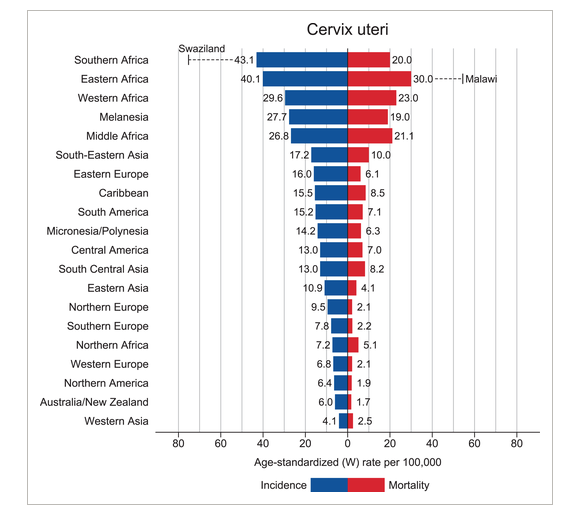 Cervix uteri
Swaziland
Southern Africa 43.1 20.0
Eastern Africa 40.1 30.0 Malawi
Western Africa 29.6 23.0
Melanesia 27.7 19.0
Middle Africa 26.8 21.1
South-Eastern Asia 17.2 10.0
Eastern Europe 16.0 6.1
Caribbean 15.5 8.5
South America 15.2 7.1
Micronesia/Polynesia 14.2 6.3
Central America 13.0 7.0
South Central Asia 13.0 8.2
Eastern Asia 10.9 4.1
Northern Europe 9.5 2.1
Southern Europe 7.8 2.2
Northern Africa 7.2 5.1
Western Europe 6.8 2.1
Northern America 6.4 1.9
Australia/New Zealand 6.0 1.7
Western Asia 4.1 2.5
80 60 40 20 0 20 40 60 80
Age-standardized (W) rate per 100,000
Incidence Mortality